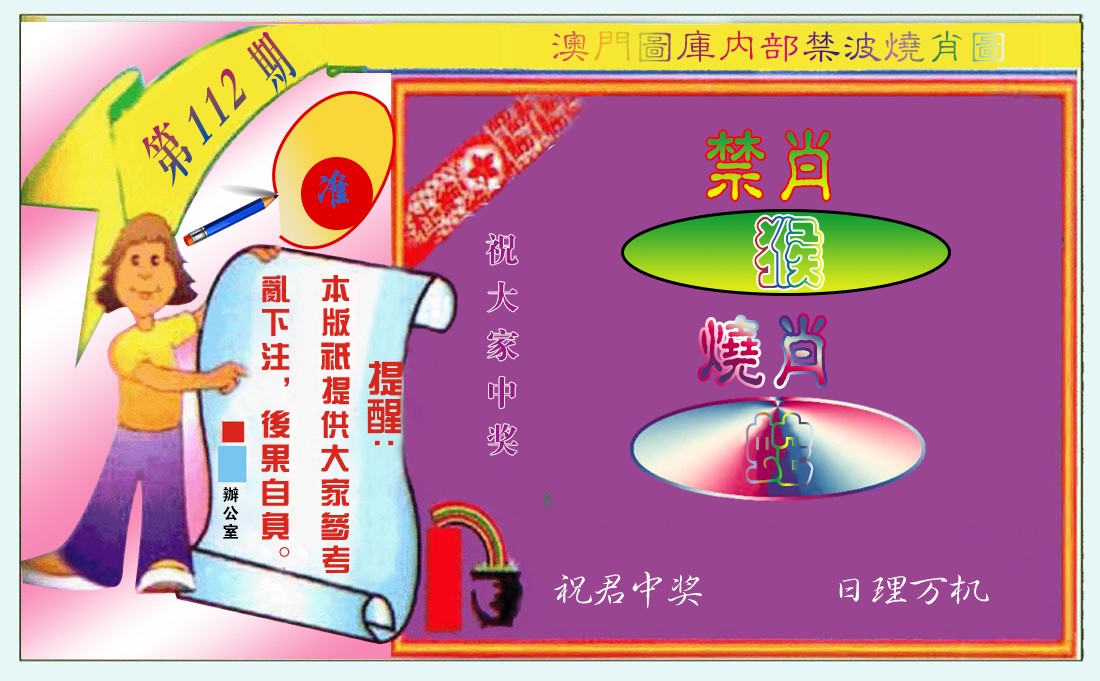 澳門圖庫内部禁波燒肖圖
第112期
准
禁肖
猴
燒肖
蛇
祝大家中奖
提醒:
本版祇提供大家參考
亂下注，後果自負。
辦公室
祝君中奖
日理万机